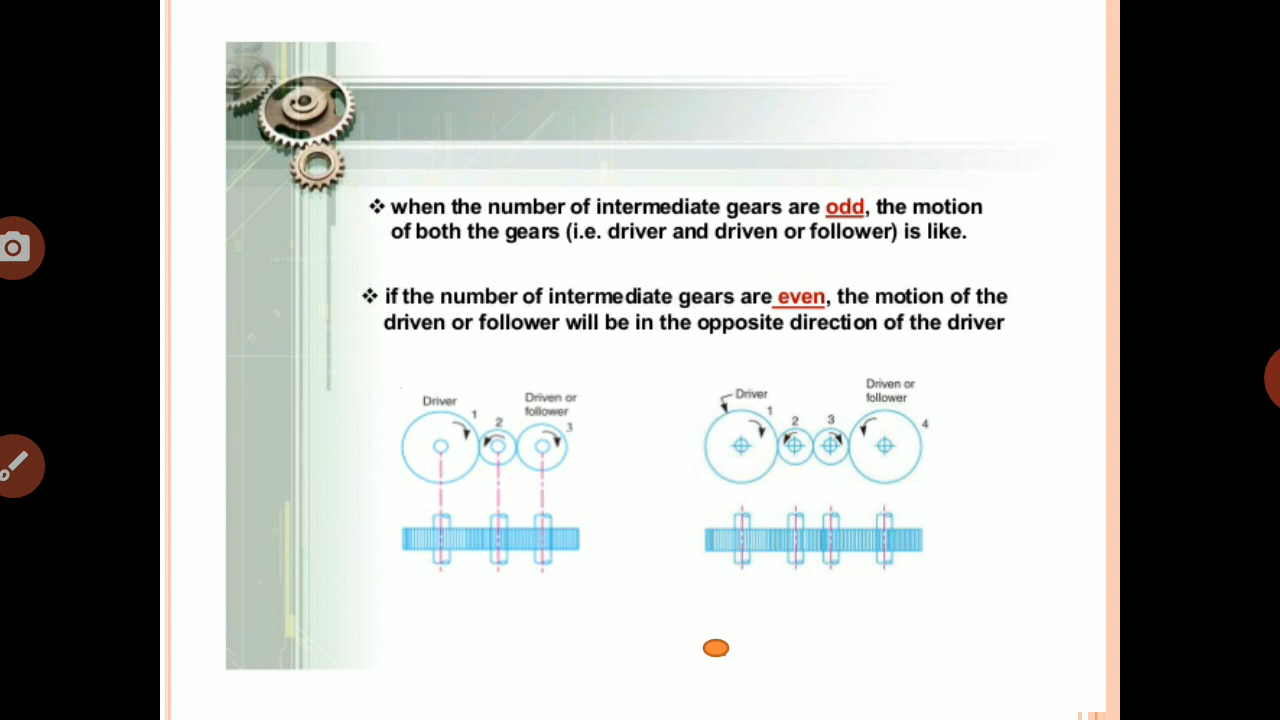 ❖ when the number of intermediate gears are odd, the motion
of both the gears (i.e. driver and driven or follower) is like.
❖ if the number of intermediate gears are even, the motion of the
driven or follower will be in the opposite direction of the driver
Driver
1
2
Driven or
follower
3
Driver
1
2
3
Driven or
follower
4